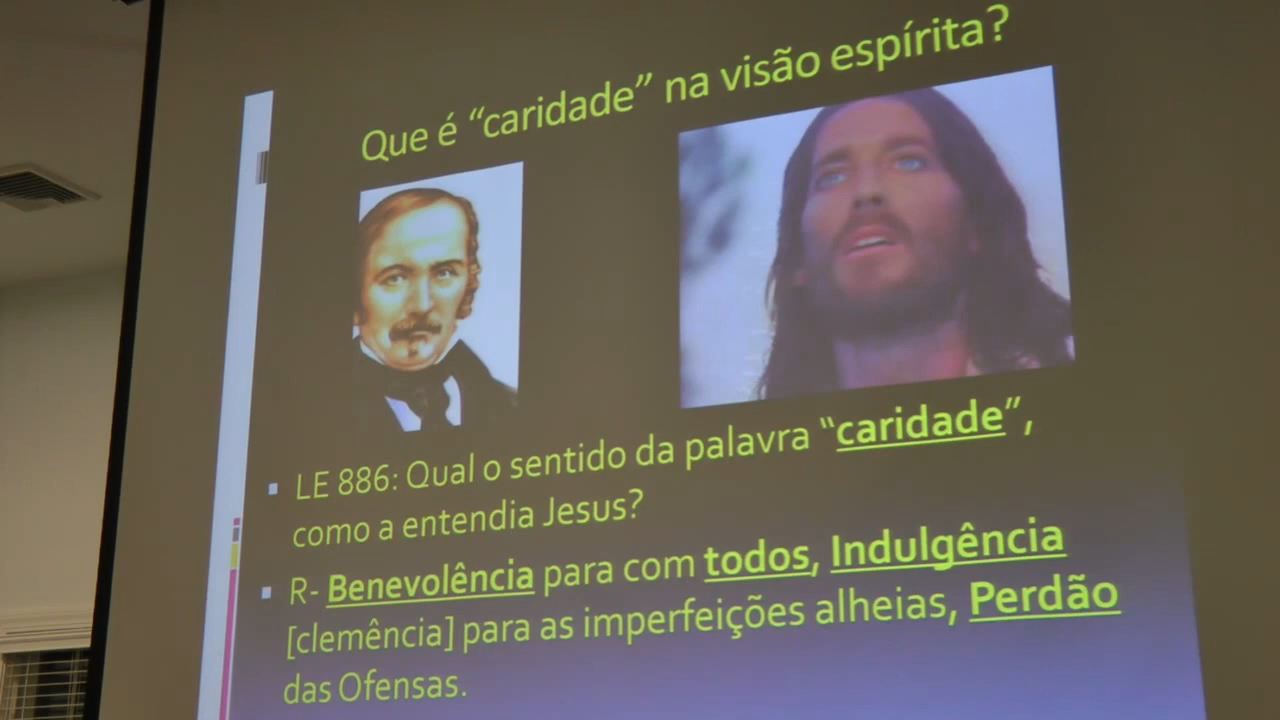 Que é “caridade” na visão espírita?
LE 886: Qual o sentido da palavra “caridade”,
como a entendia Jesus?
R- Benevolência para com todos, Indulgência
[clemência] para as imperfeições alheias, Perdão
das Ofensas.